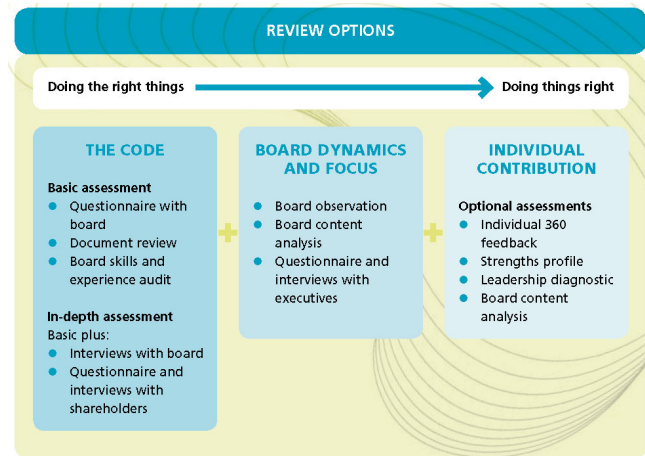 REVIEW OPTIONS
Doing the right things
Doing things right
THE CODE
Basic assessment
● Questionnaire with
board
● Document review
● Board skills and
experience audit
In-depth assessment
Basic plus:
● Interviews with board
● Questionnaire and
interviews with
shareholders
+
BOARD DYNAMICS
AND FOCUS
● Board observation
● Board content
analysis
● Questionnaire and
interviews with
executives
+
INDIVIDUAL
CONTRIBUTION
Optional assessments
● Individual 360
feedback
● Strengths profile
● Leadership diagnostic
● Board content
analysis